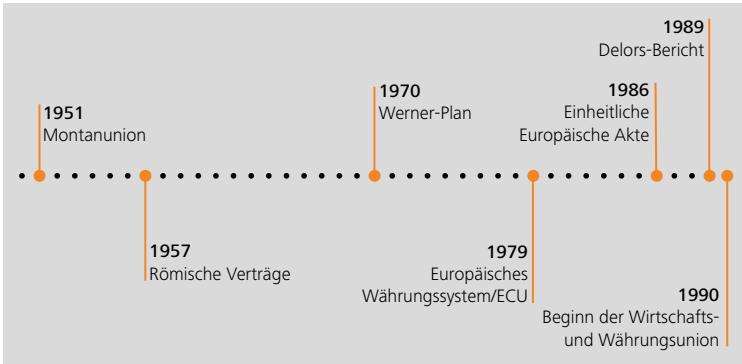 1951
Montanunion
1957
Römische Verträge
1970
Werner-Plan
1979
Europäisches
Währungssystem/ECU
1986
Einheitliche
Europäische Akte
1989
Delors-Bericht
1990
Beginn der Wirtschafts-
und Währungsunion